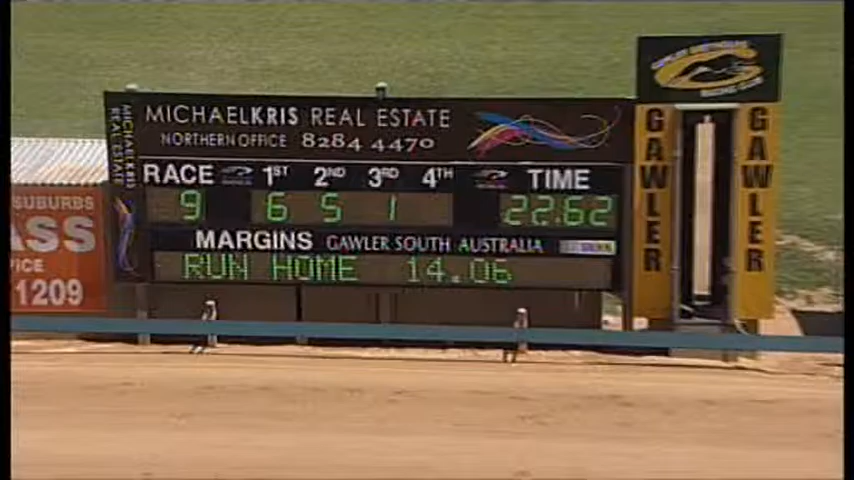 MICHAELKRIS REAL ESTATE
NORTHERN OFFICE 8284 4470
MICHAELKRIS
REAL ESTATE
RACE 1ST 2ND 3RD 4TH TIME
9 6 5 1 22.62
MARGINS GAWLER SOUTH AUSTRALIA
RUN HOME 14.06
GAWLER
GAWLER
SUBURBS
ASS
ICE
1209